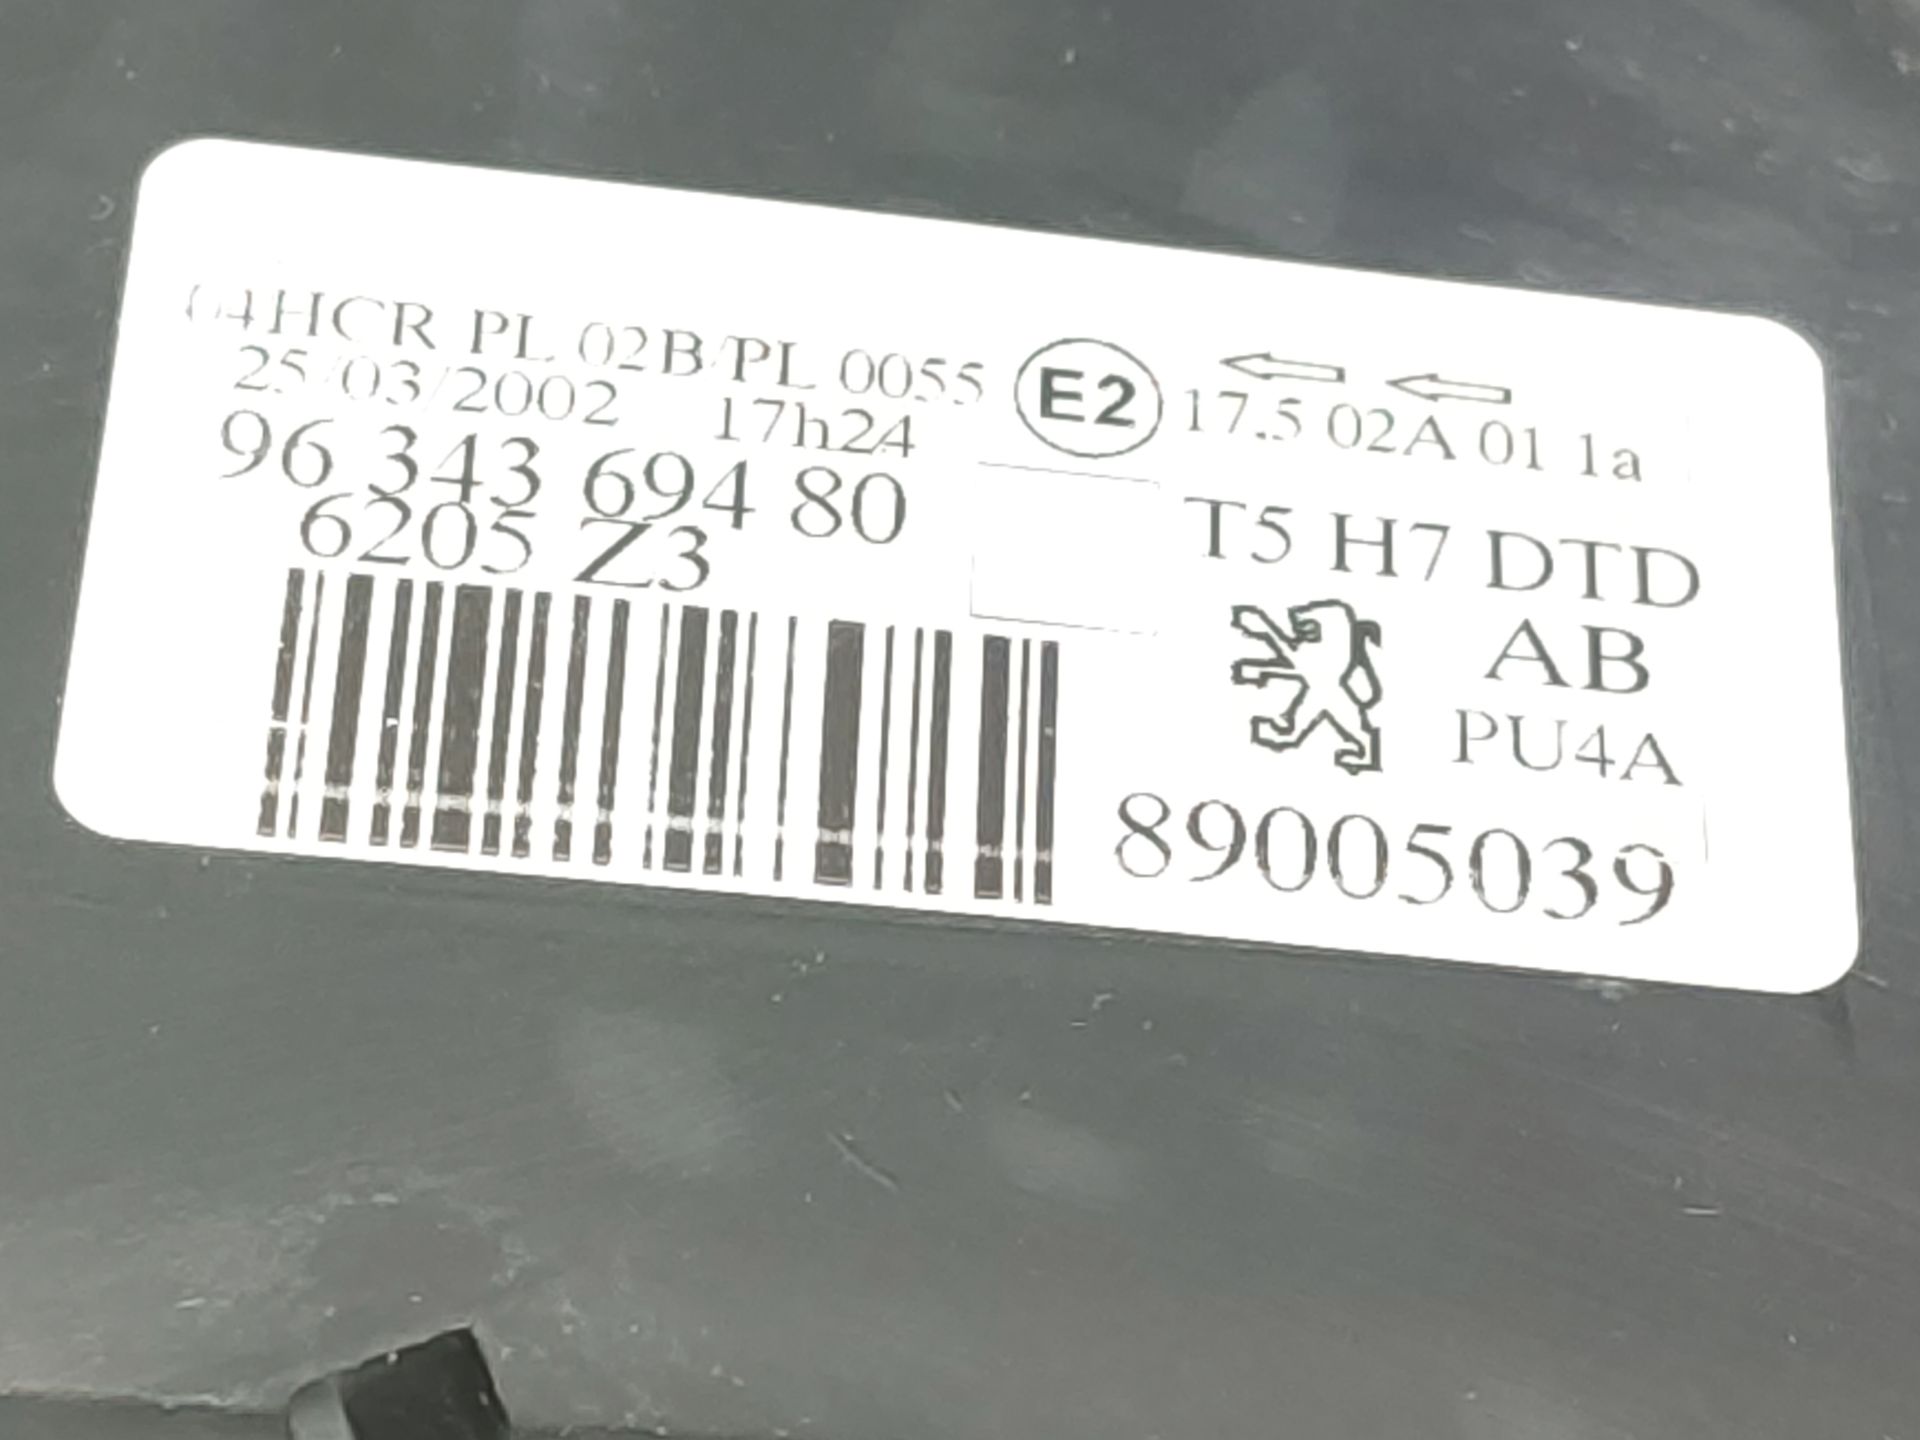 HCR PL 02B/PL 0055
25/03/2002 17h24
96 343 694 80
6205 Z3
E2
17.5 02A 01 1a
T5 H7 DTD
AB
PU4A
89005039